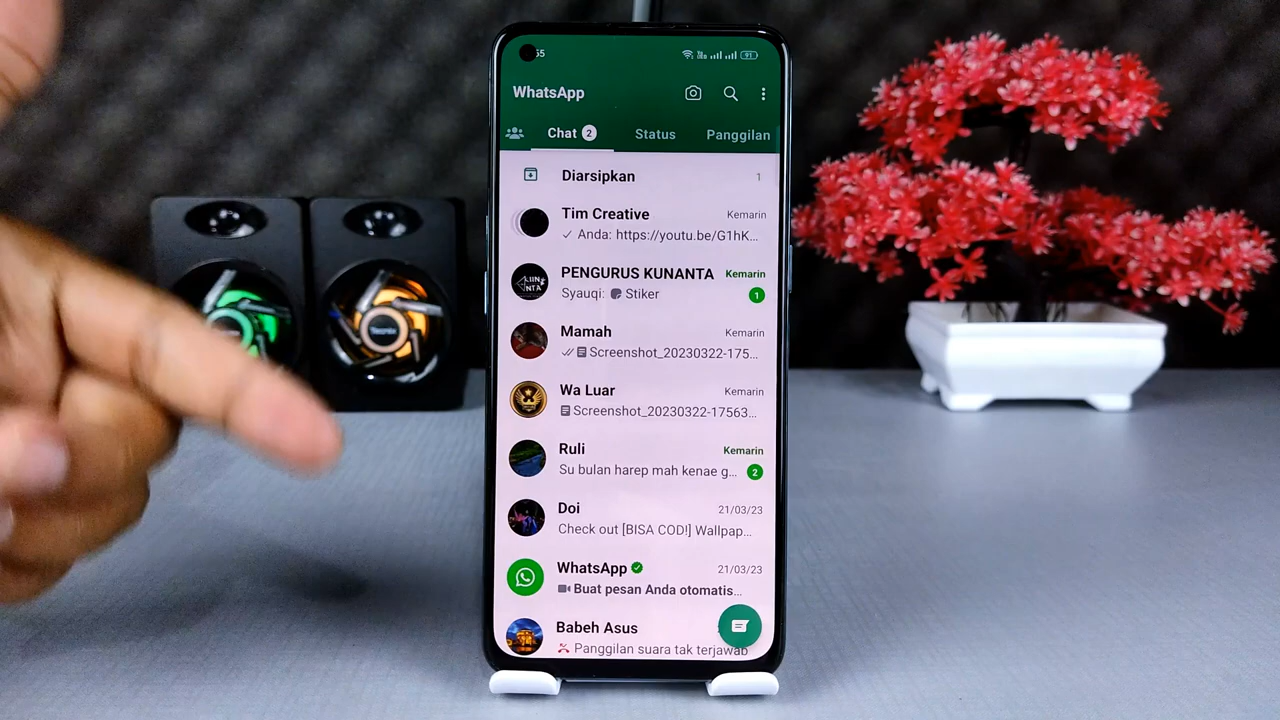 55
91
WhatsApp
Chat 2 Status Panggilan
Diarsipkan 1
Tim Creative Kemarin
Anda: https://youtu.be/G1hK...
PENGURUS KUNANTA Kemarin
Syauqi: Stiker 1
Mamah Kemarin
Screenshot_20230322-175...
Wa Luar Kemarin
Screenshot_20230322-17563...
Ruli Kemarin
Su bulan harep mah kenae g... 2
Doi 21/03/23
Check out [BISA COD!] Wallpap...
WhatsApp 21/03/23
Buat pesan Anda otomatis...
Babeh Asus
Panggilan suara tak terjawab